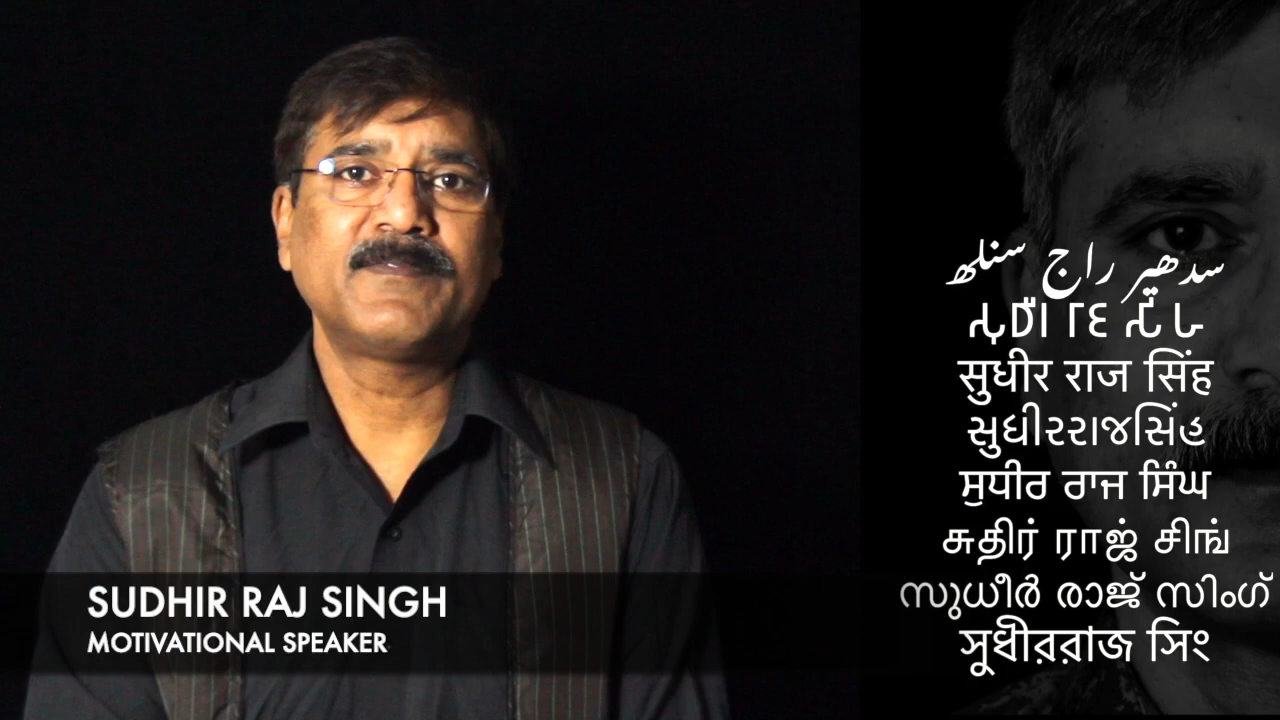 SUDHIR RAJ SINGH
MOTIVATIONAL SPEAKER
سدھیر راج سنلھ
सुधीर राज सिंह
સુધીરરાજસિંહ
ਸੁਧੀਰ ਰਾਜ ਸਿੰਘ
சுதிர் ராஜ் சிங்
സുധീർ രാജ് സിംഗ്
সুধীররাজ সিং